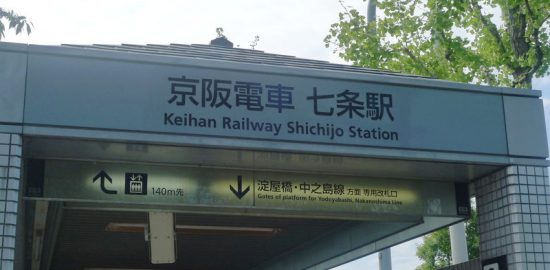 京阪電車 七条駅
Keihan Railway Shichijo Station
140m先
淀屋橋・中之島線 方面 専用改札口
Gates of platform for Yodoyabashi, Nakanoshima Line